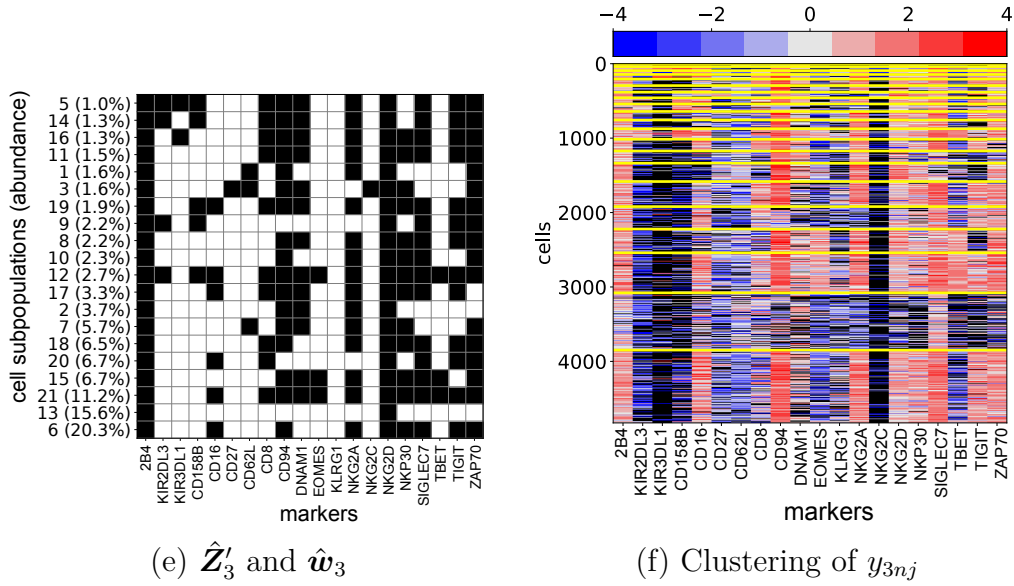 cell subpopulations (abundance)
5 (1.0%)
14 (1.3%)
16 (1.3%)
11 (1.5%)
1 (1.6%)
3 (1.6%)
19 (1.9%)
9 (2.2%)
8 (2.2%)
10 (2.3%)
12 (2.7%)
17 (3.3%)
2 (3.7%)
7 (5.7%)
18 (6.5%)
20 (6.7%)
15 (6.7%)
21 (11.2%)
13 (15.6%)
6 (20.3%)
2B4 KIR2DL3 KIR3DL1 CD158B CD16 CD27 CD62L CD8 CD94 DNAM1 EOMES KLRG1 NKG2A NKG2C NKG2D NKP30 SIGLEC7 TBET TIGIT ZAP70
markers
(e) Ẑ′₃ and ŵ₃
−4 −2 0 2 4
cells
0
1000
2000
3000
4000
2B4 KIR2DL3 KIR3DL1 CD158B CD16 CD27 CD62L CD8 CD94 DNAM1 EOMES KLRG1 NKG2A NKG2C NKG2D NKP30 SIGLEC7 TBET TIGIT ZAP70
markers
(f) Clustering of y₃ₙⱼ